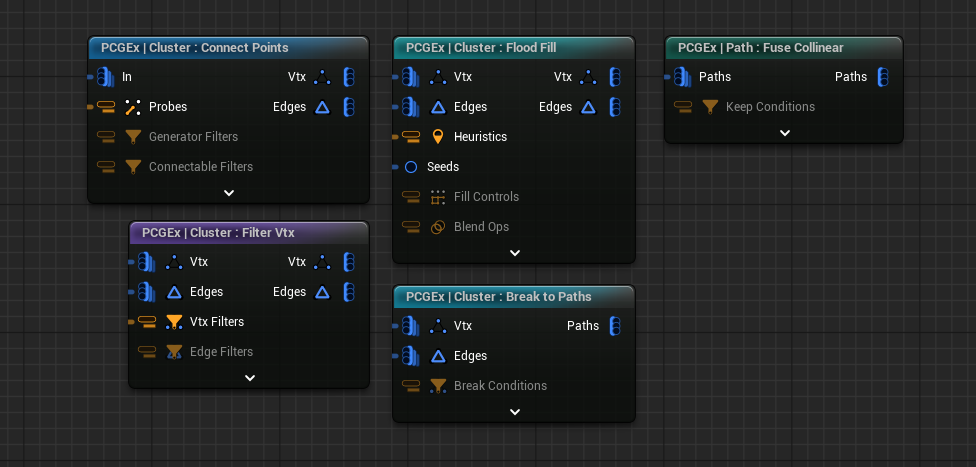 PCGEx | Cluster : Connect Points
In
Vtx
Probes
Edges
Generator Filters
Connectable Filters
PCGEx | Cluster : Filter Vtx
Vtx
Vtx
Edges
Edges
Vtx Filters
Edge Filters
PCGEx | Cluster : Flood Fill
Vtx
Vtx
Edges
Edges
Heuristics
Seeds
Fill Controls
Blend Ops
PCGEx | Cluster : Break to Paths
Vtx
Paths
Edges
Break Conditions
PCGEx | Path : Fuse Collinear
Paths
Paths
Keep Conditions